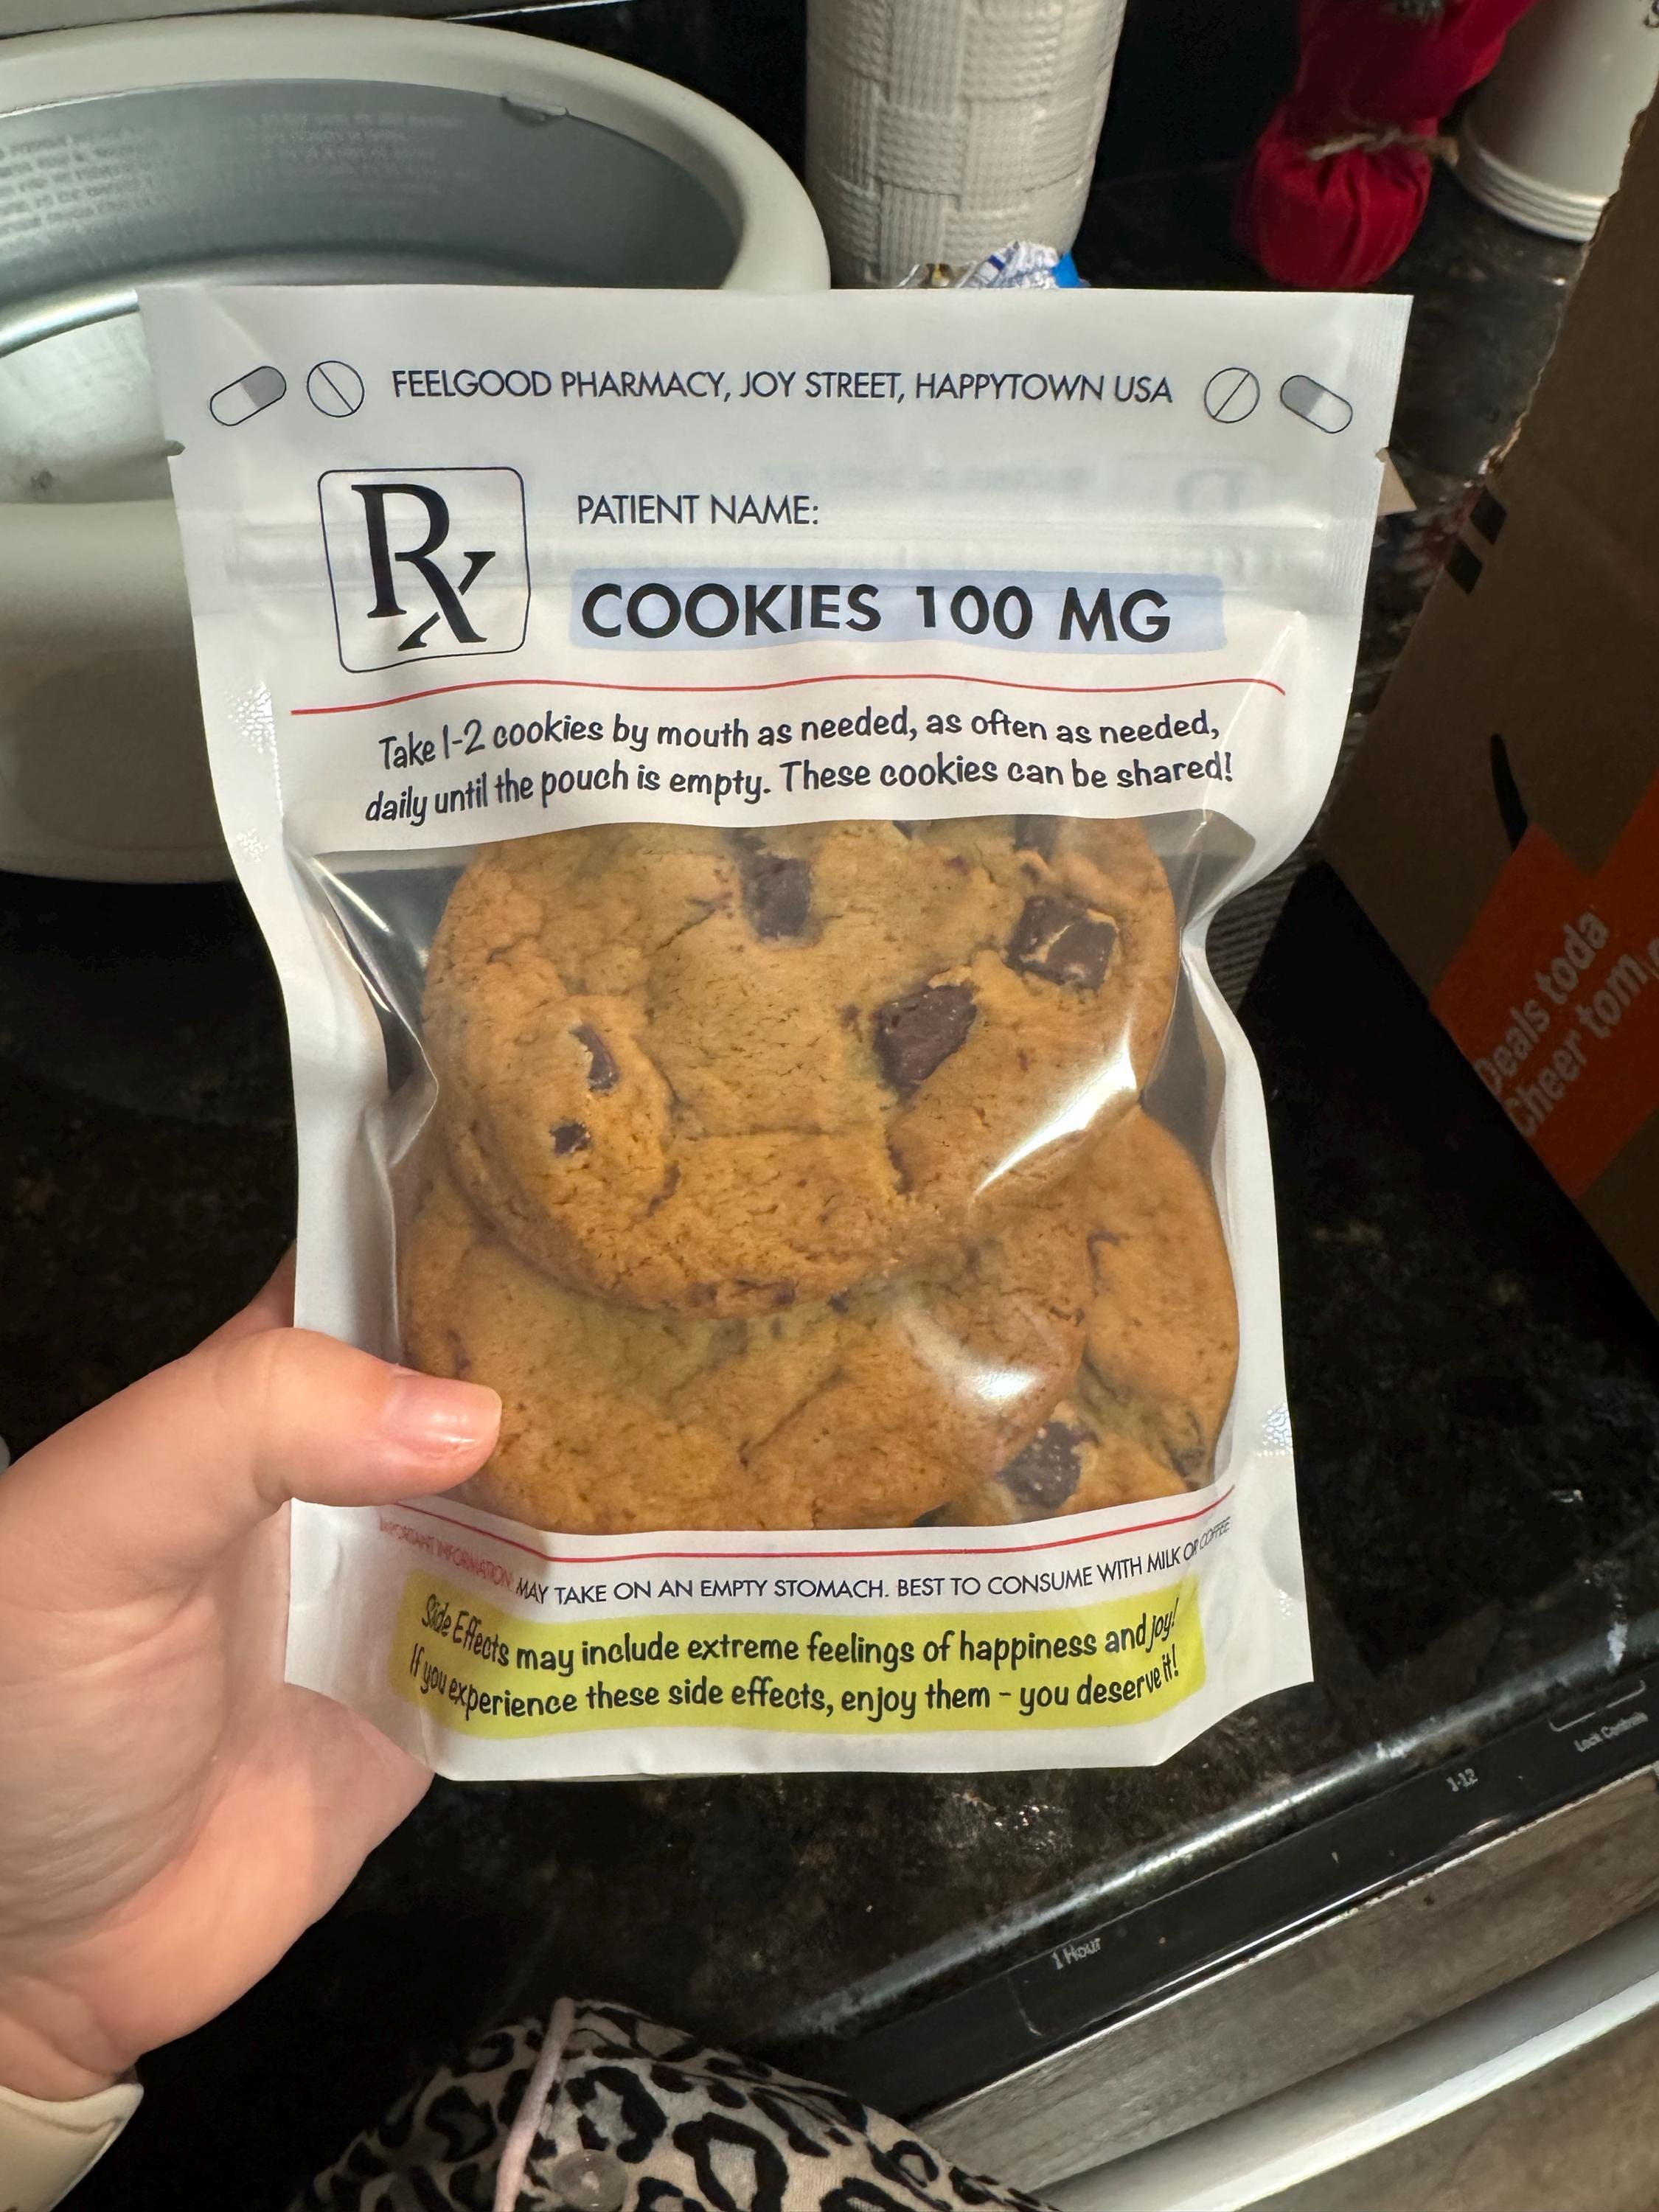 FEELGOOD PHARMACY, JOY STREET, HAPPYTOWN USA
Rx
PATIENT NAME:
COOKIES 100 MG
Take 1-2 cookies by mouth as needed, as often as needed,
daily until the pouch is empty. These cookies can be shared!
IMPORTANT INFORMATION: MAY TAKE ON AN EMPTY STOMACH. BEST TO CONSUME WITH MILK OR COFFEE
Side Effects may include extreme feelings of happiness and joy!
If you experience these side effects, enjoy them - you deserve it!
Deals toda
Cheer tom
Lock Controls
1-12
1 Hour